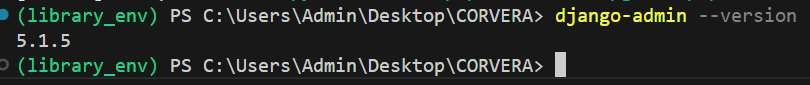 (library_env) PS C:\Users\Admin\Desktop\CORVERA> django-admin --version
5.1.5
(library_env) PS C:\Users\Admin\Desktop\CORVERA>